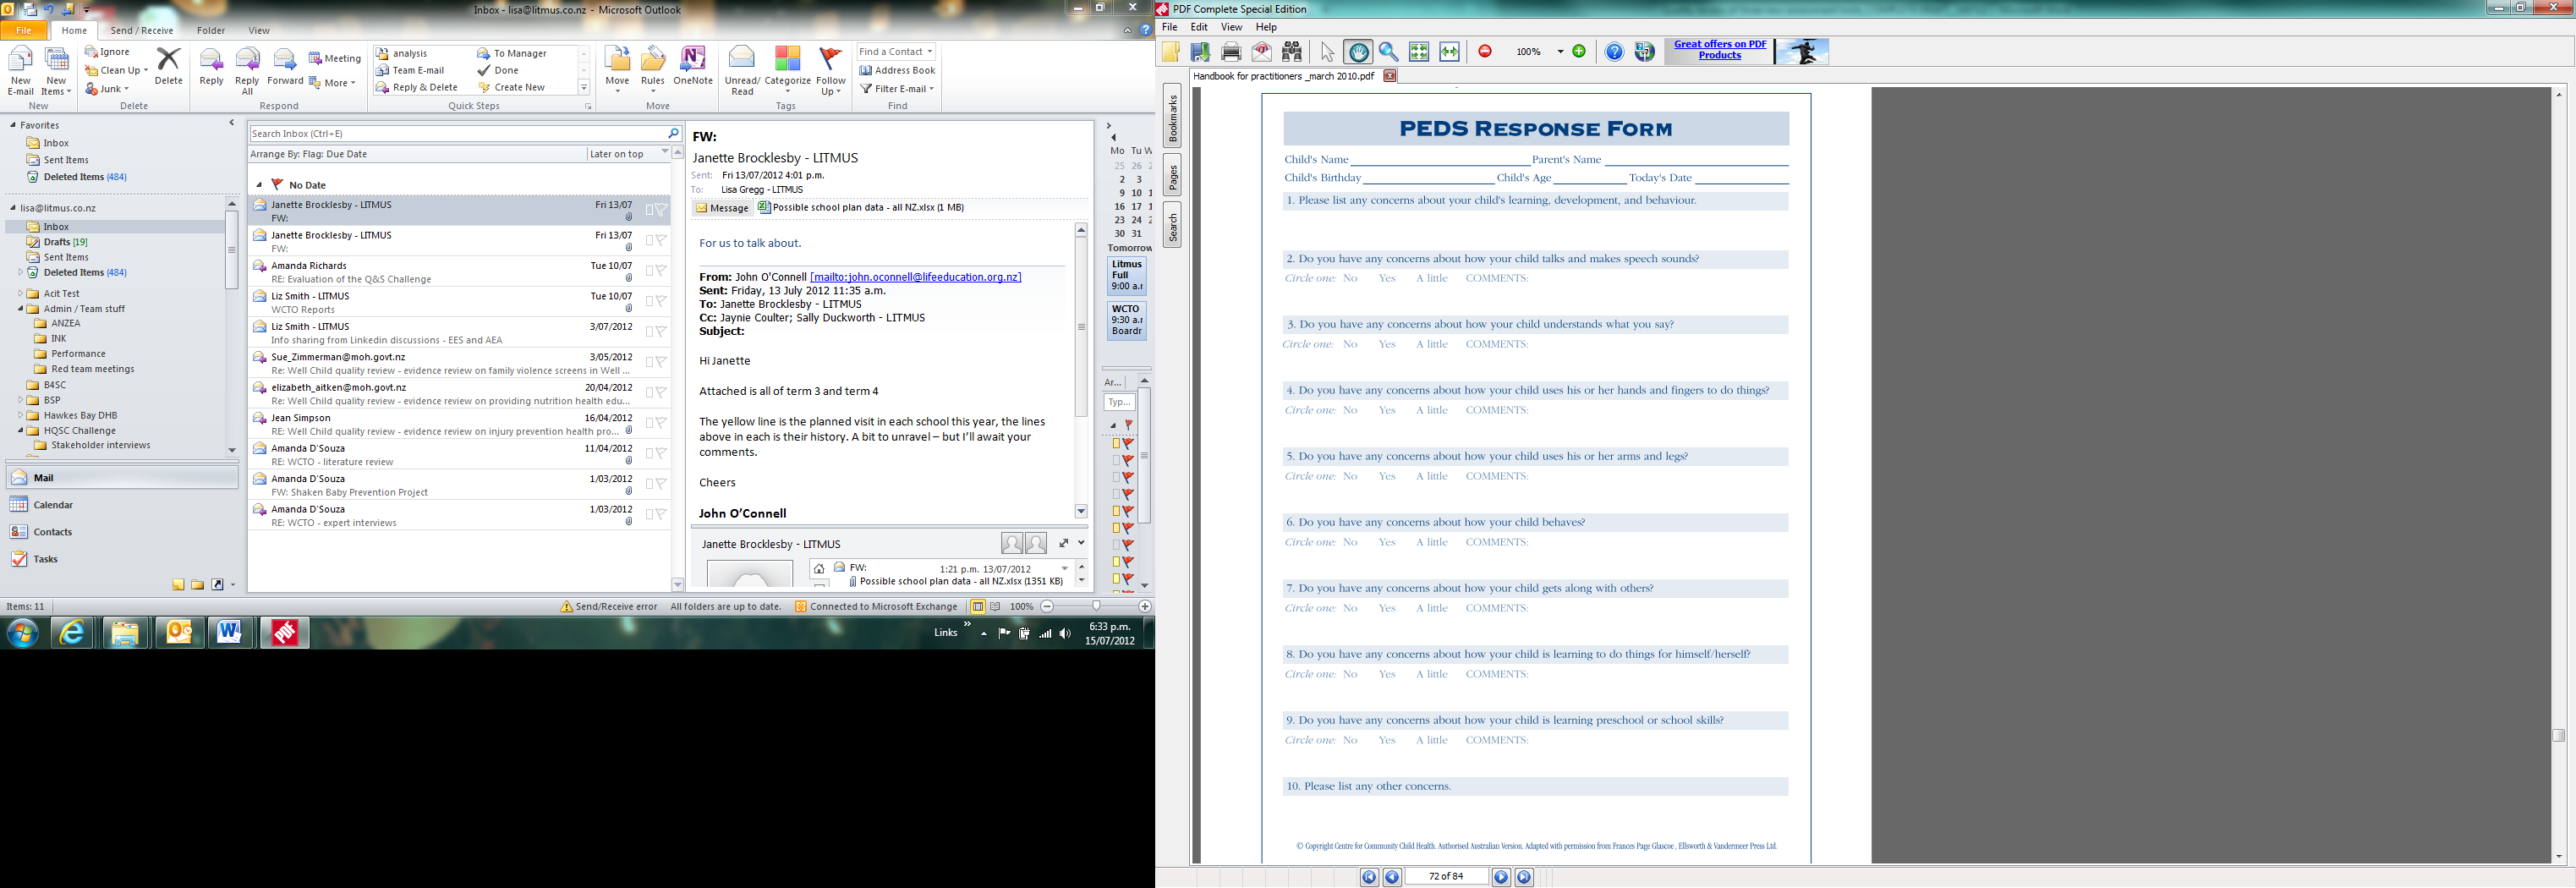 Inbox - lisa@litmus.co.nz - Microsoft Outlook
File Home Send / Receive Folder View
New E-mail
New Items
New
Ignore
Clean Up
Junk
Delete
Delete
Reply
Reply All
Forward
Meeting
More
Respond
analysis
Team E-mail
Reply & Delete
To Manager
Done
Create New
Quick Steps
Move
Rules
OneNote
Move
Unread/ Read
Categorize
Follow Up
Tags
Find a Contact
Address Book
Filter E-mail
Find
Favorites
Inbox
Sent Items
Deleted Items (484)
lisa@litmus.co.nz
Inbox
Drafts [19]
Sent Items
Deleted Items (484)
Acit Test
Admin / Team stuff
ANZEA
INK
Performance
Red team meetings
B4SC
BSP
Hawkes Bay DHB
HQSC Challenge
Stakeholder interviews
Mail
Calendar
Contacts
Tasks
Search Inbox (Ctrl+E)
Arrange By: Flag: Due Date Later on top
No Date
Janette Brocklesby - LITMUS Fri 13/07
FW:
Janette Brocklesby - LITMUS Fri 13/07
FW:
Amanda Richards Tue 10/07
RE: Evaluation of the Q&S Challenge
Liz Smith - LITMUS Tue 10/07
WCTO Reports
Liz Smith - LITMUS 3/07/2012
Info sharing from Linkedin discussions - EES and AEA
Sue_Zimmerman@moh.govt.nz 3/05/2012
Re: Well Child quality review - evidence review on family violence screens in Well ...
elizabeth_aitken@moh.govt.nz 20/04/2012
Re: Well Child quality review - evidence review on providing nutrition health edu...
Jean Simpson 16/04/2012
RE: Well Child quality review - evidence review on injury prevention health pro...
Amanda D'Souza 11/04/2012
RE: WCTO - literature review
Amanda D'Souza 1/03/2012
FW: Shaken Baby Prevention Project
Amanda D'Souza 1/03/2012
RE: WCTO - expert interviews
FW:
Janette Brocklesby - LITMUS
Sent: Fri 13/07/2012 4:01 p.m.
To: Lisa Gregg - LITMUS
Message Possible school plan data - all NZ.xlsx (1 MB)
For us to talk about.
From: John O'Connell [mailto:john.oconnell@lifeeducation.org.nz]
Sent: Friday, 13 July 2012 11:35 a.m.
To: Janette Brocklesby - LITMUS
Cc: Jaynie Coulter; Sally Duckworth - LITMUS
Subject:
Hi Janette
Attached is all of term 3 and term 4
The yellow line is the planned visit in each school this year, the lines
above in each is their history. A bit to unravel – but I'll await your
comments.
Cheers
John O'Connell
Janette Brocklesby - LITMUS
FW: 1:21 p.m. 13/07/2012
Possible school plan data - all NZ.xlsx (1351 KB)
Mo Tu W
25 26 2
2 3
9 10 1
16 17 1
23 24 2
30 31
Tomorrow
Litmus
Full
9:00 a.r
WCTO
9:30 a.r
Boardr
Ar...
Typ...
Items: 11 Send/Receive error All folders are up to date. Connected to Microsoft Exchange 100%
Links 6:33 p.m.
15/07/2012
PDF Complete Special Edition
File Edit View Help
100%
Great offers on PDF
Products
Handbook for practitioners _march 2010.pdf
Bookmarks
Pages
Search
PEDS Response Form
Child's Name Parent's Name
Child's Birthday Child's Age Today's Date
1. Please list any concerns about your child's learning, development, and behaviour.
2. Do you have any concerns about how your child talks and makes speech sounds?
Circle one: No Yes A little COMMENTS:
3. Do you have any concerns about how your child understands what you say?
Circle one: No Yes A little COMMENTS:
4. Do you have any concerns about how your child uses his or her hands and fingers to do things?
Circle one: No Yes A little COMMENTS:
5. Do you have any concerns about how your child uses his or her arms and legs?
Circle one: No Yes A little COMMENTS:
6. Do you have any concerns about how your child behaves?
Circle one: No Yes A little COMMENTS:
7. Do you have any concerns about how your child gets along with others?
Circle one: No Yes A little COMMENTS:
8. Do you have any concerns about how your child is learning to do things for himself/herself?
Circle one: No Yes A little COMMENTS:
9. Do you have any concerns about how your child is learning preschool or school skills?
Circle one: No Yes A little COMMENTS:
10. Please list any other concerns.
© Copyright Centre for Community Child Health. Authorised Australian Version. Adapted with permission from Frances Page Glascoe , Ellsworth & Vandermeer Press Ltd.
72 of 84